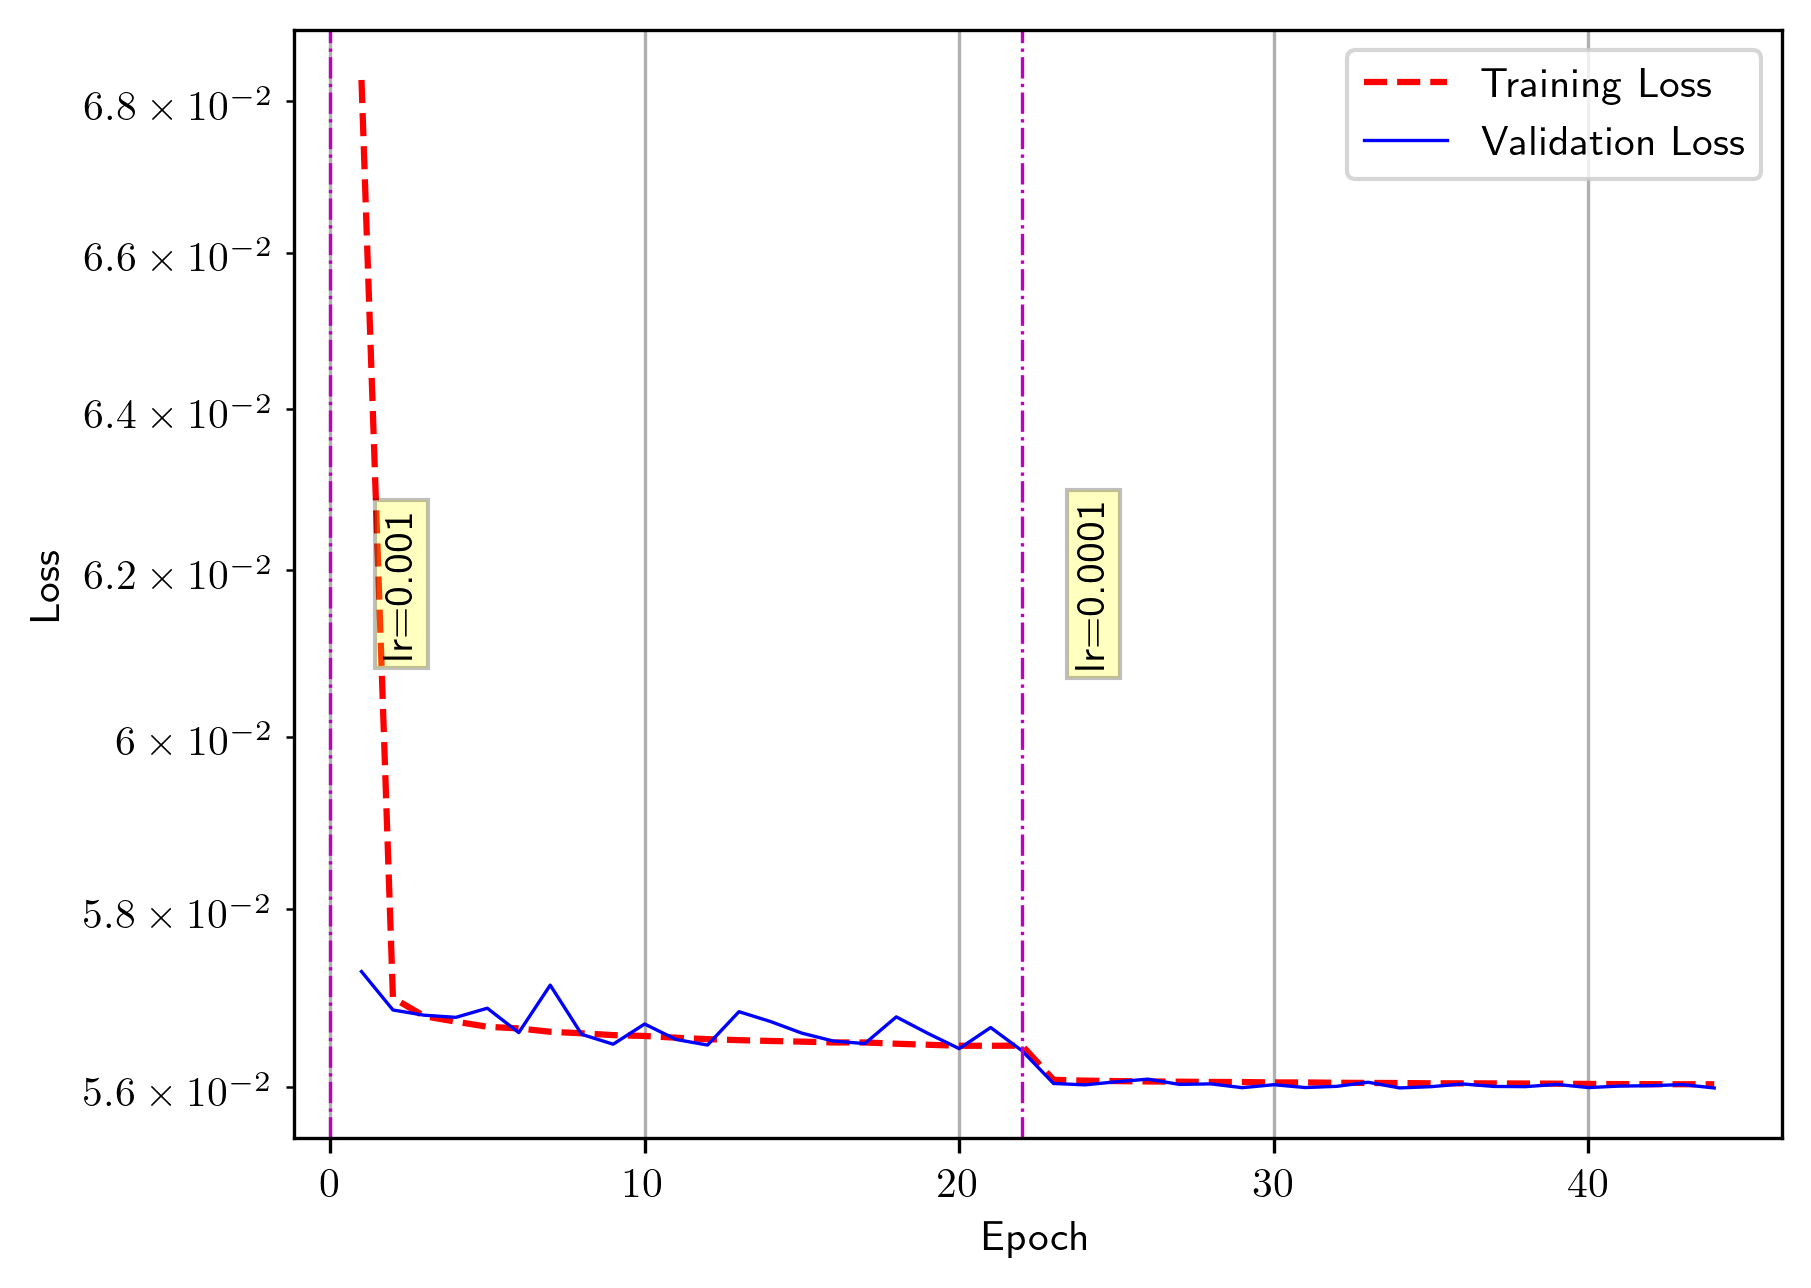 Training Loss
Validation Loss
6.8 × 10⁻²
6.6 × 10⁻²
6.4 × 10⁻²
6.2 × 10⁻²
6 × 10⁻²
5.8 × 10⁻²
5.6 × 10⁻²
Loss
lr=0.001
lr=0.0001
0 10 20 30 40
Epoch